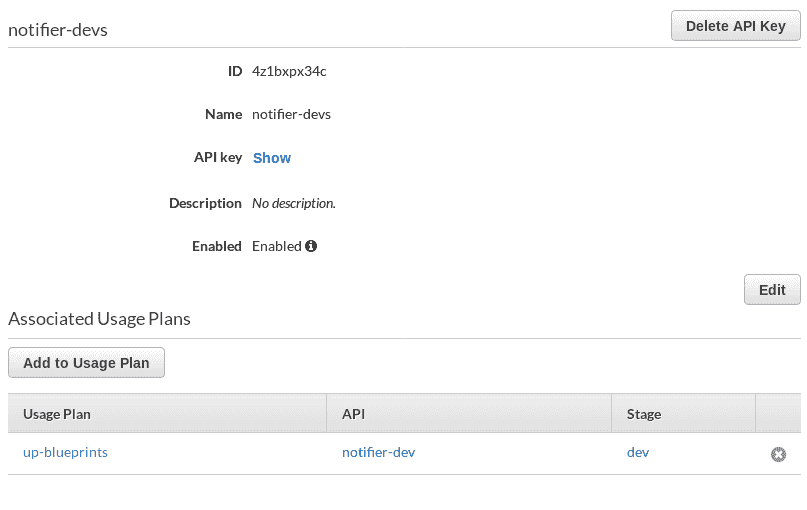 notifier-devs Delete API Key
ID 4z1bxpx34c
Name notifier-devs
API key Show
Description No description.
Enabled Enabled
Edit
Associated Usage Plans
Add to Usage Plan
Usage Plan API Stage
up-blueprints notifier-dev dev